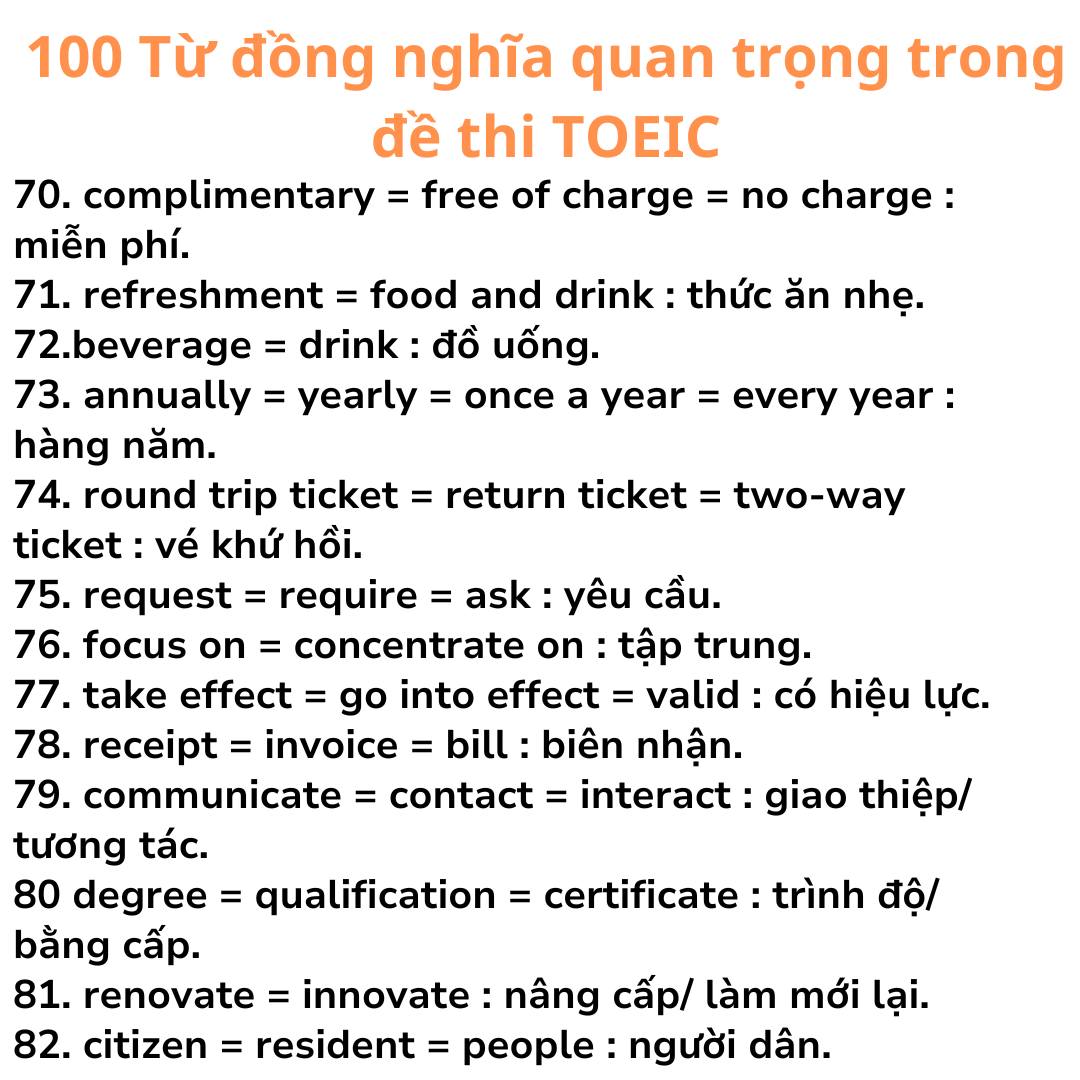 100 Từ đồng nghĩa quan trọng trong
đề thi TOEIC
70. complimentary = free of charge = no charge :
miễn phí.
71. refreshment = food and drink : thức ăn nhẹ.
72.beverage = drink : đồ uống.
73. annually = yearly = once a year = every year :
hàng năm.
74. round trip ticket = return ticket = two-way
ticket : vé khứ hồi.
75. request = require = ask : yêu cầu.
76. focus on = concentrate on : tập trung.
77. take effect = go into effect = valid : có hiệu lực.
78. receipt = invoice = bill : biên nhận.
79. communicate = contact = interact : giao thiệp/
tương tác.
80 degree = qualification = certificate : trình độ/
bằng cấp.
81. renovate = innovate : nâng cấp/ làm mới lại.
82. citizen = resident = people : người dân.